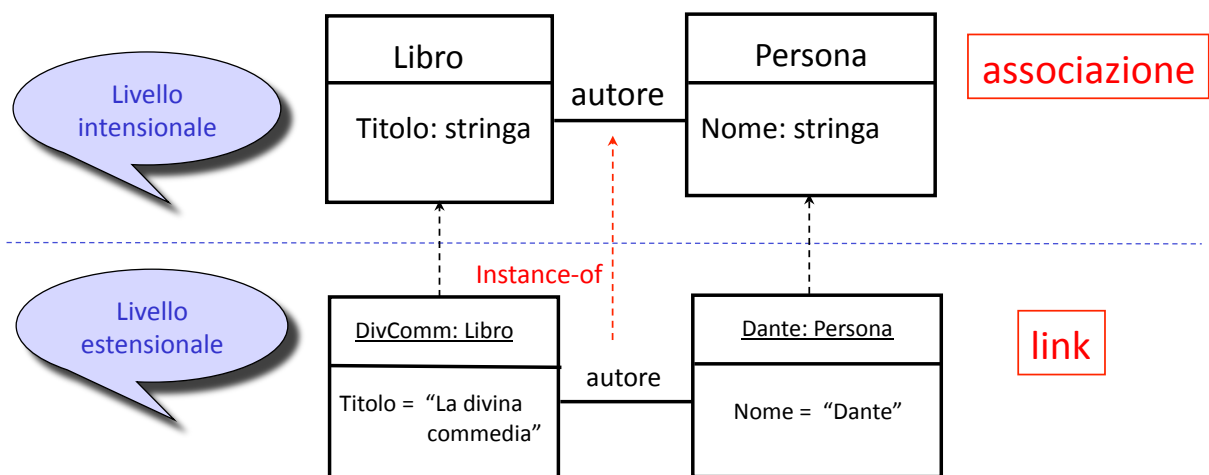 Libro
Persona
associazione
Livello
intensionale
autore
Titolo: stringa
Nome: stringa
Instance-of
Livello
estensionale
DivComm: Libro
Dante: Persona
link
autore
Titolo = “La divina
commedia”
Nome = “Dante”